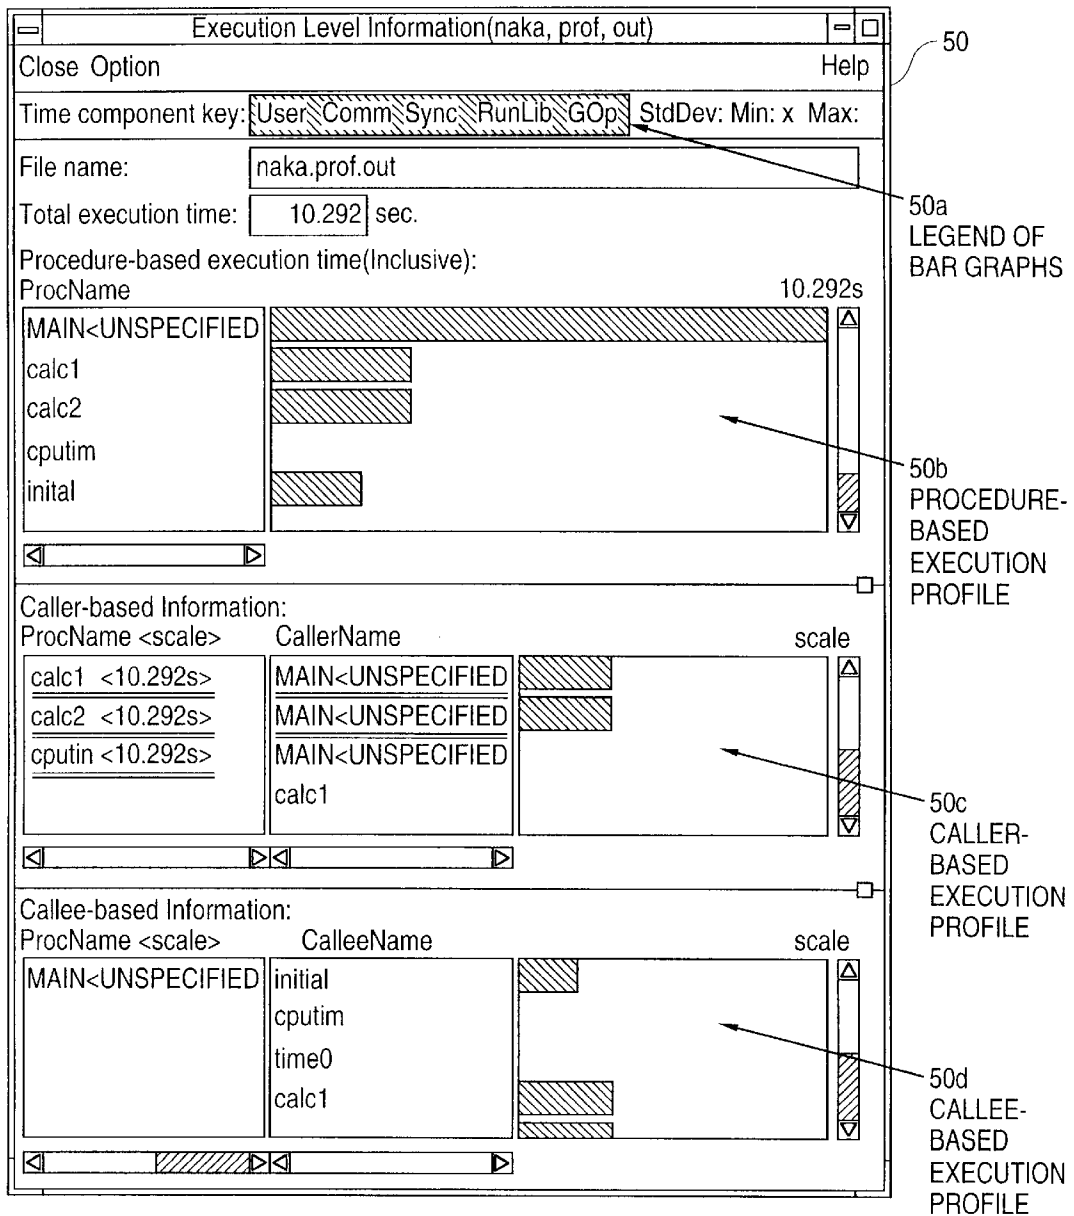 Execution Level Information(naka, prof, out)
50
Close Option Help
Time component key: User Comm Sync RunLib GOp StdDev: Min: x Max:
File name: naka.prof.out
Total execution time: 10.292 sec.
50a
LEGEND OF
BAR GRAPHS
Procedure-based execution time(Inclusive):
ProcName 10.292s
MAIN<UNSPECIFIED
calc1
calc2
cputim
inital
50b
PROCEDURE-
BASED
EXECUTION
PROFILE
Caller-based Information:
ProcName <scale> CallerName scale
calc1 <10.292s> MAIN<UNSPECIFIED
calc2 <10.292s> MAIN<UNSPECIFIED
cputin <10.292s> MAIN<UNSPECIFIED
calc1
50c
CALLER-
BASED
EXECUTION
PROFILE
Callee-based Information:
ProcName <scale> CalleeName scale
MAIN<UNSPECIFIED initial
cputim
time0
calc1
50d
CALLEE-
BASED
EXECUTION
PROFILE